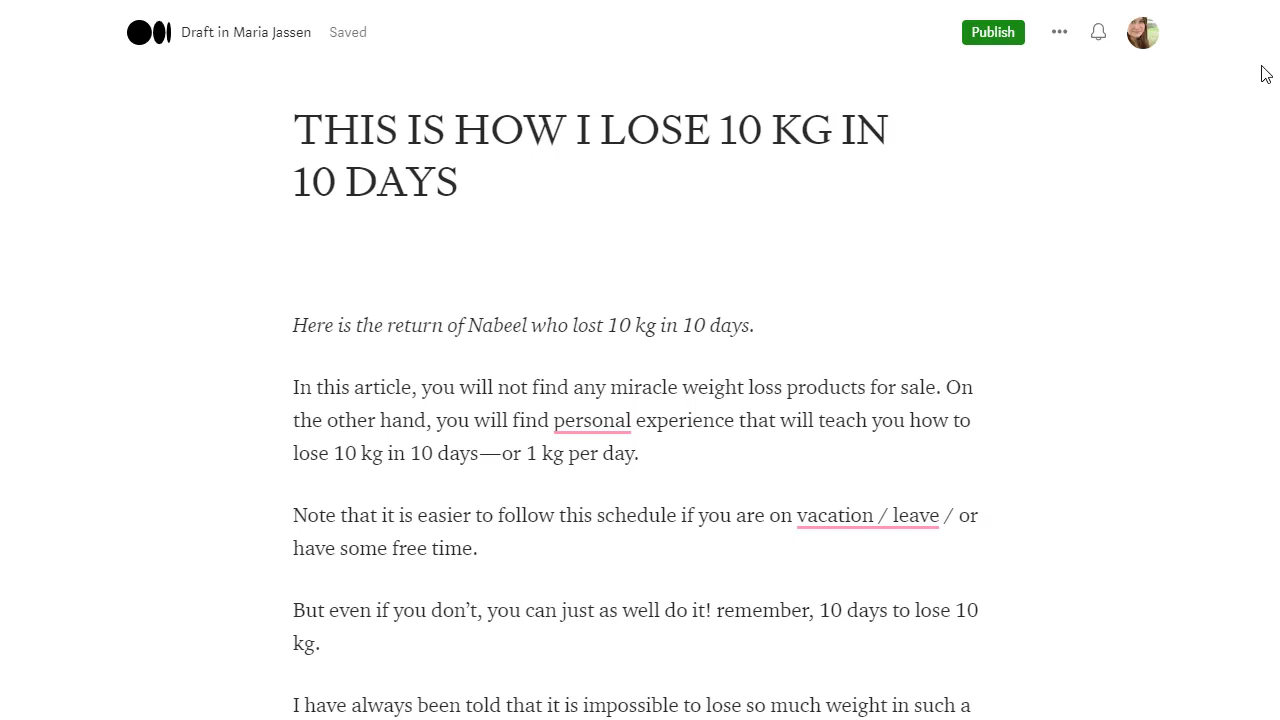 Draft in Maria Jassen Saved Publish
THIS IS HOW I LOSE 10 KG IN
10 DAYS
Here is the return of Nabeel who lost 10 kg in 10 days.
In this article, you will not find any miracle weight loss products for sale. On
the other hand, you will find personal experience that will teach you how to
lose 10 kg in 10 days—or 1 kg per day.
Note that it is easier to follow this schedule if you are on vacation / leave / or
have some free time.
But even if you don’t, you can just as well do it! remember, 10 days to lose 10
kg.
I have always been told that it is impossible to lose so much weight in such a